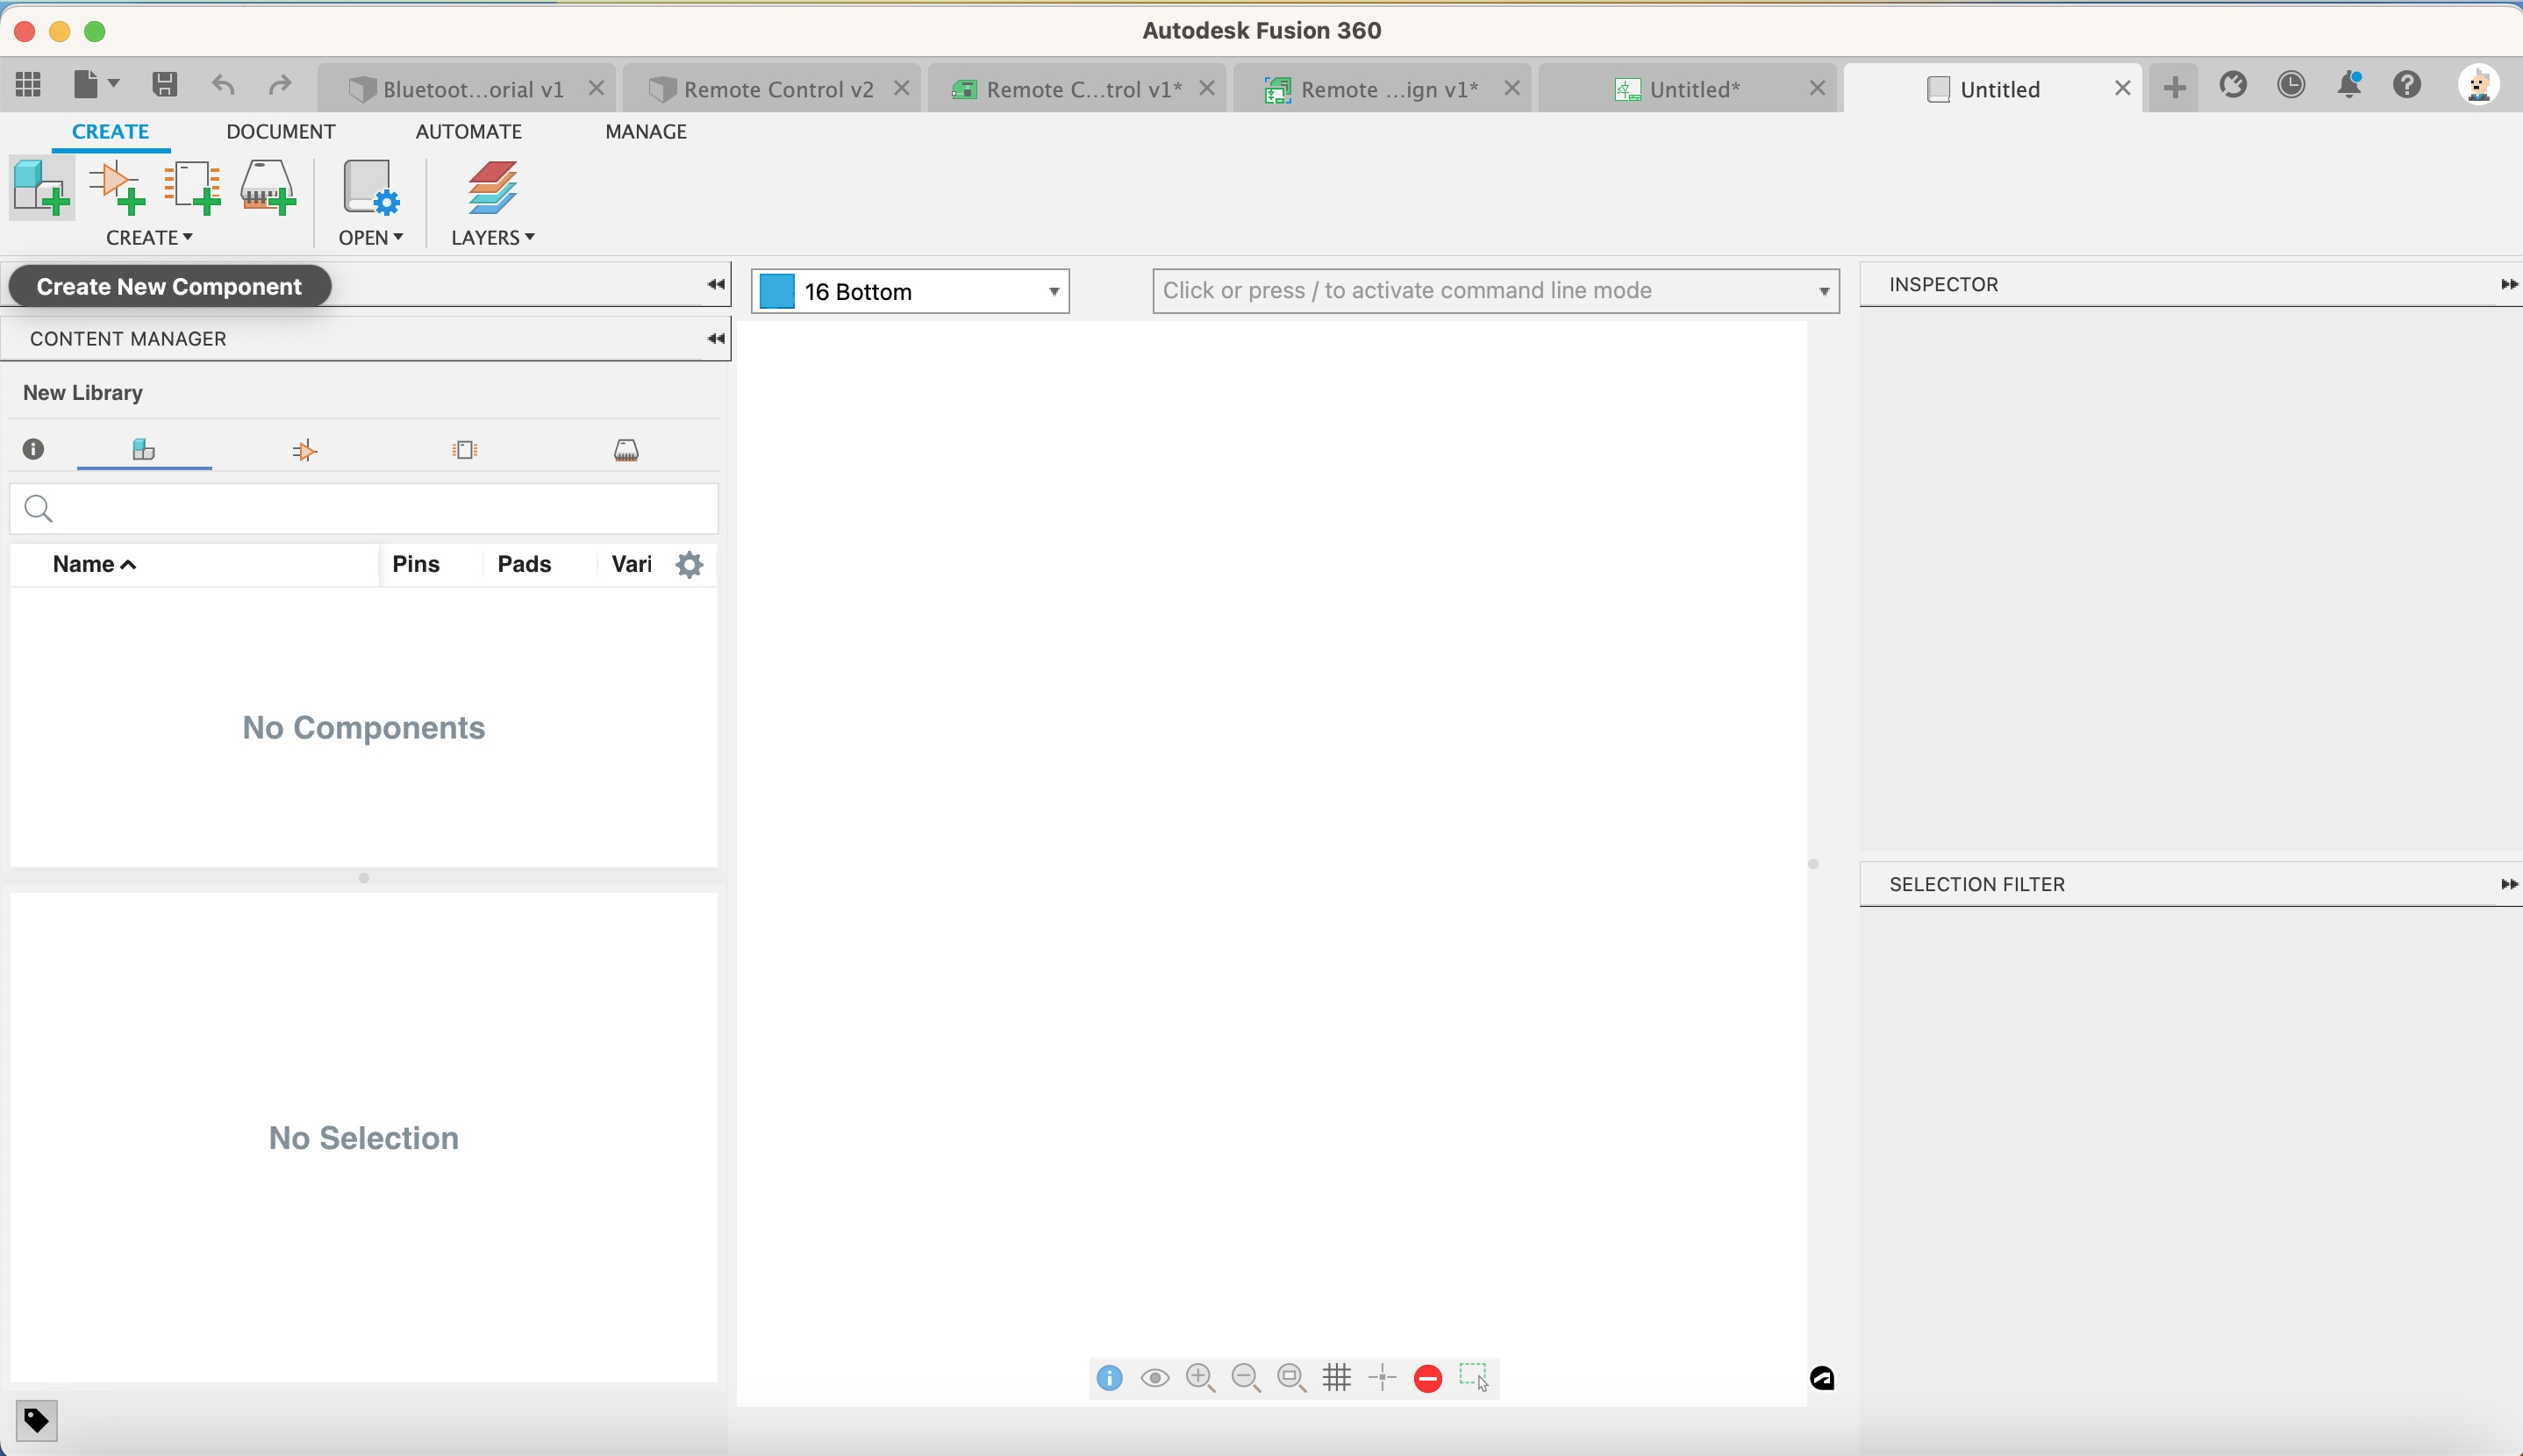 Autodesk Fusion 360
Bluetoot...orial v1
Remote Control v2
Remote C...trol v1*
Remote ...ign v1*
Untitled*
Untitled
CREATE
DOCUMENT
AUTOMATE
MANAGE
CREATE
OPEN
LAYERS
Create New Component
16 Bottom
Click or press / to activate command line mode
INSPECTOR
CONTENT MANAGER
New Library
Name
Pins
Pads
Vari
No Components
SELECTION FILTER
No Selection